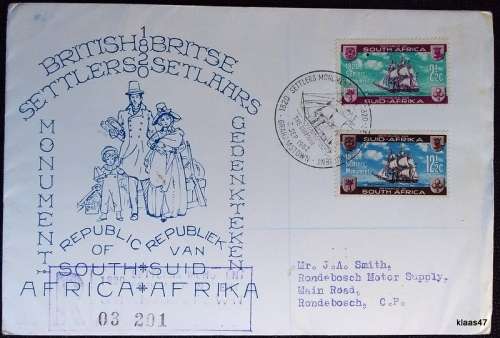 1820
BRITISH BRITSE
SETTLERS SETLAARS
MONUMENT
GEDENKTEKEN
REPUBLIC REPUBLIEK
OF VAN
SOUTH SUID
AFRICA AFRIKA
03 201
1820 SETTLERS
SOUTH AFRICA
2½c
SUID-AFRIKA
SUID-AFRIKA
12½c
SOUTH AFRICA
Mr. J.A. Smith,
Rondebosch Motor Supply,
Main Road,
Rondebosch, C.P.
klaas47